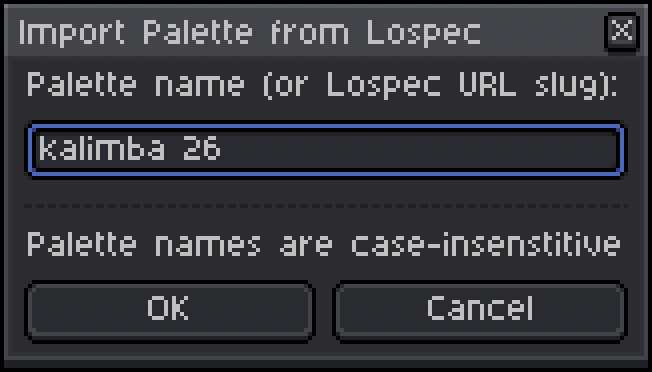 Import Palette from Lospec
Palette name (or Lospec URL slug):
kalimba 26
Palette names are case-insenstitive
OK
Cancel